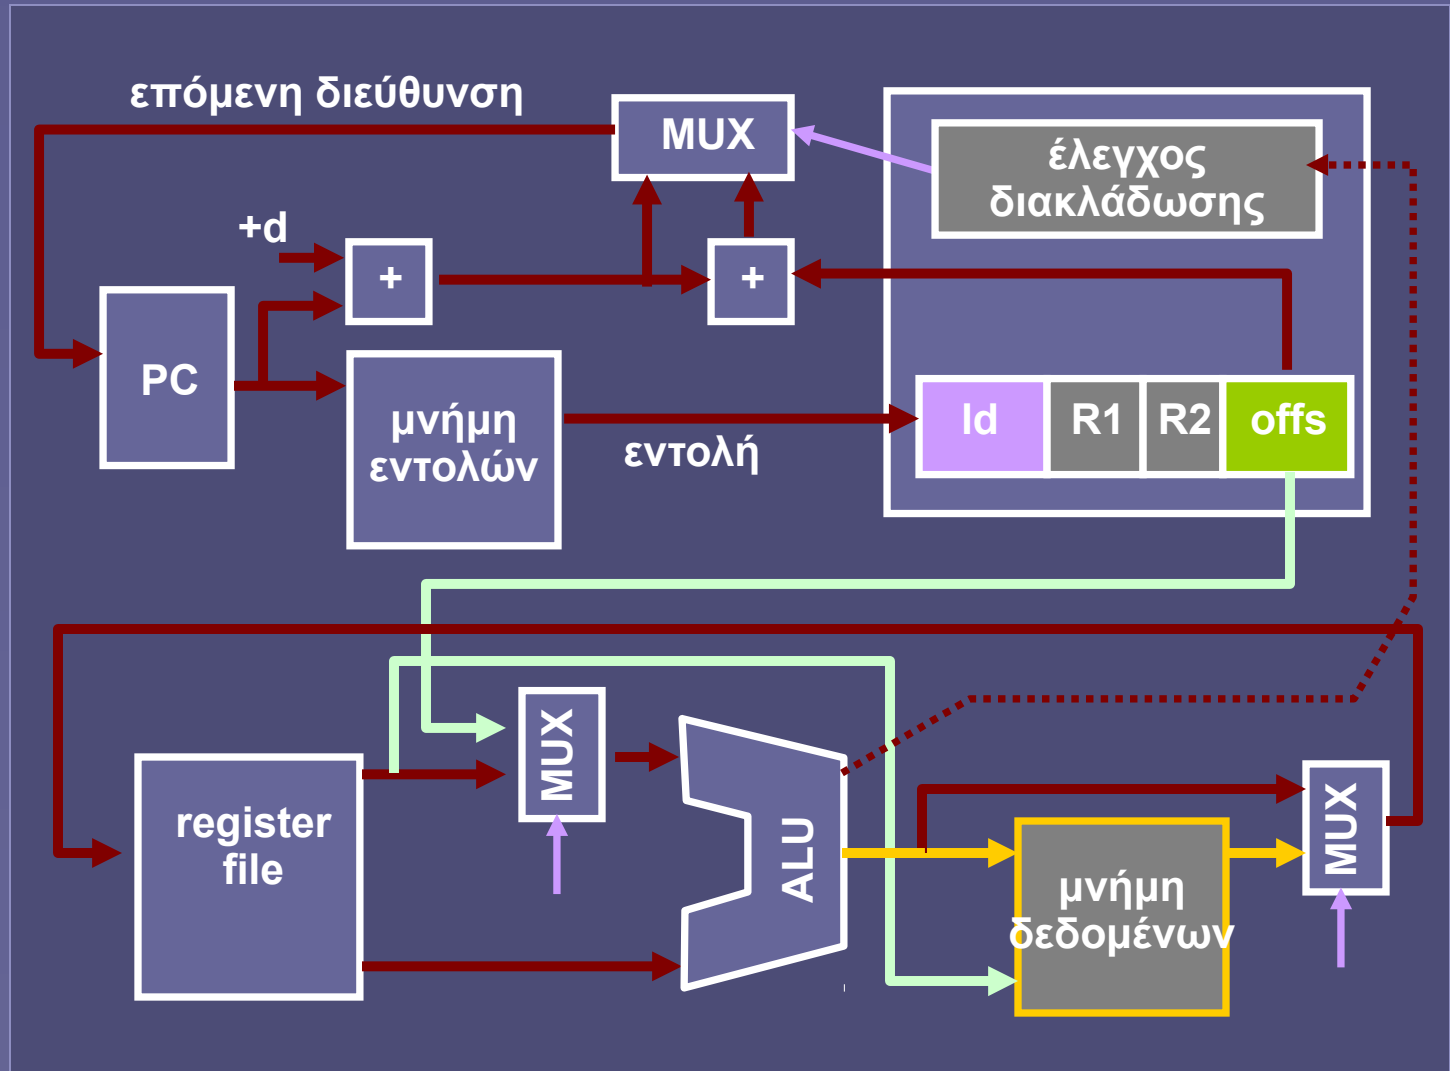 επόμενη διεύθυνση
MUX
έλεγχος
διακλάδωσης
+d
+
+
PC
μνήμη
εντολών
εντολή
ld
R1
R2
offs
MUX
register
file
ALU
μνήμη
δεδομένων
MUX